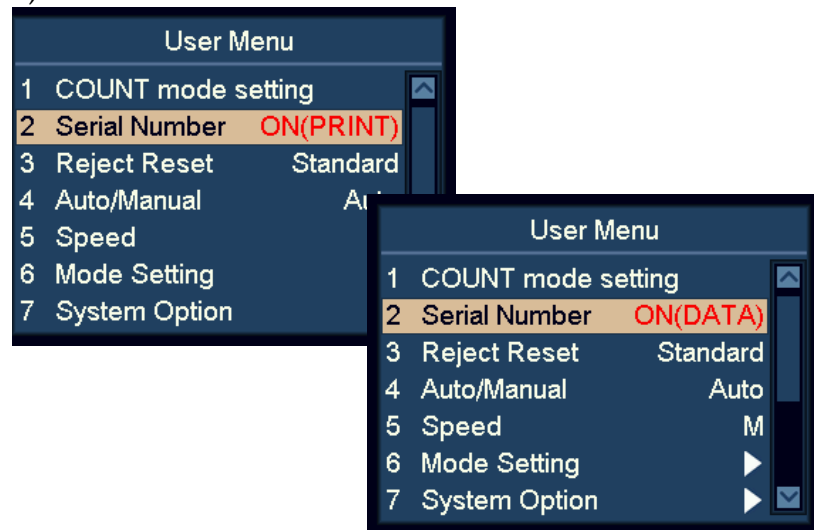 )
User Menu
1 COUNT mode setting
2 Serial Number ON(PRINT)
3 Reject Reset Standard
4 Auto/Manual
5 Speed
6 Mode Setting
7 System Option
User Menu
1 COUNT mode setting
2 Serial Number ON(DATA)
3 Reject Reset Standard
4 Auto/Manual Auto
5 Speed M
6 Mode Setting
7 System Option